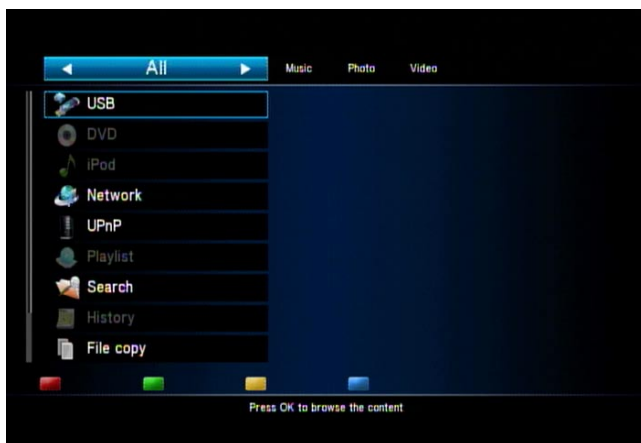 All Music Photo Video
USB
DVD
iPod
Network
UPnP
Playlist
Search
History
File copy
Press OK to browse the content